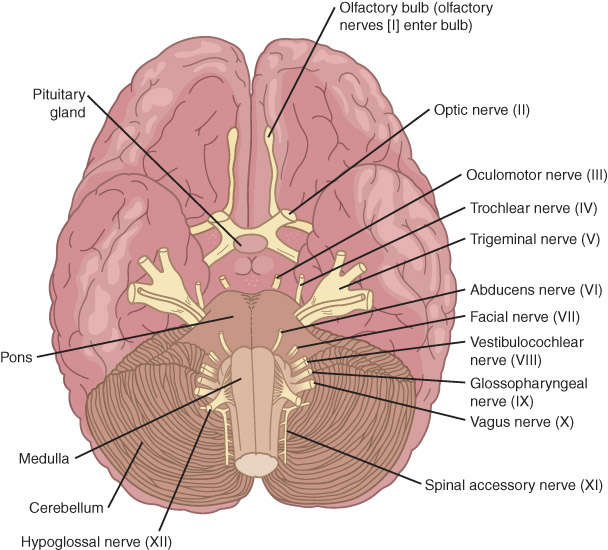 Olfactory bulb (olfactory
nerves [I] enter bulb)
Pituitary
gland
Optic nerve (II)
Oculomotor nerve (III)
Trochlear nerve (IV)
Trigeminal nerve (V)
Abducens nerve (VI)
Facial nerve (VII)
Vestibulocochlear
nerve (VIII)
Pons
Glossopharyngeal
nerve (IX)
Vagus nerve (X)
Medulla
Spinal accessory nerve (XI)
Cerebellum
Hypoglossal nerve (XII)